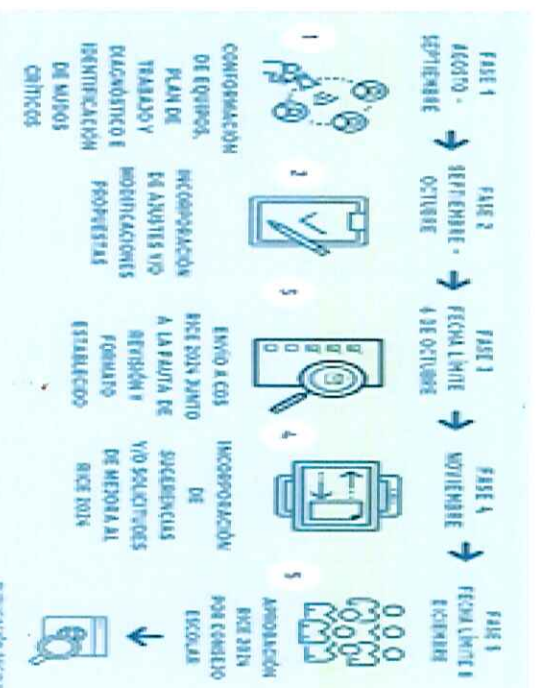 FASE 1
AGOSTO -
SEPTIEMBRE
FASE 2
SEPTIEMBRE -
OCTUBRE
FASE 3
FECHA LÍMITE
6 DE OCTUBRE
FASE 4
NOVIEMBRE
FASE 5
FECHA LÍMITE 8
DICIEMBRE
1
CONFORMACIÓN
DE EQUIPOS,
PLAN DE
TRABAJO Y
DIAGNÓSTICO E
IDENTIFICACIÓN
DE NUDOS
CRÍTICOS
2
INCORPORACIÓN
DE AJUSTES Y/O
MODIFICACIONES
PROPUESTAS
3
ENVÍO A COS
RICE 2024 JUNTO
A LA PAUTA DE
REVISIÓN Y
FORMATO
ESTABLECIDO
4
INCORPORACIÓN
DE
SUGERENCIAS
Y/O SOLICITUDES
DE MEJORA AL
RICE 2024
5
APROBACIÓN
RICE 2024
POR CONSEJO
ESCOLAR